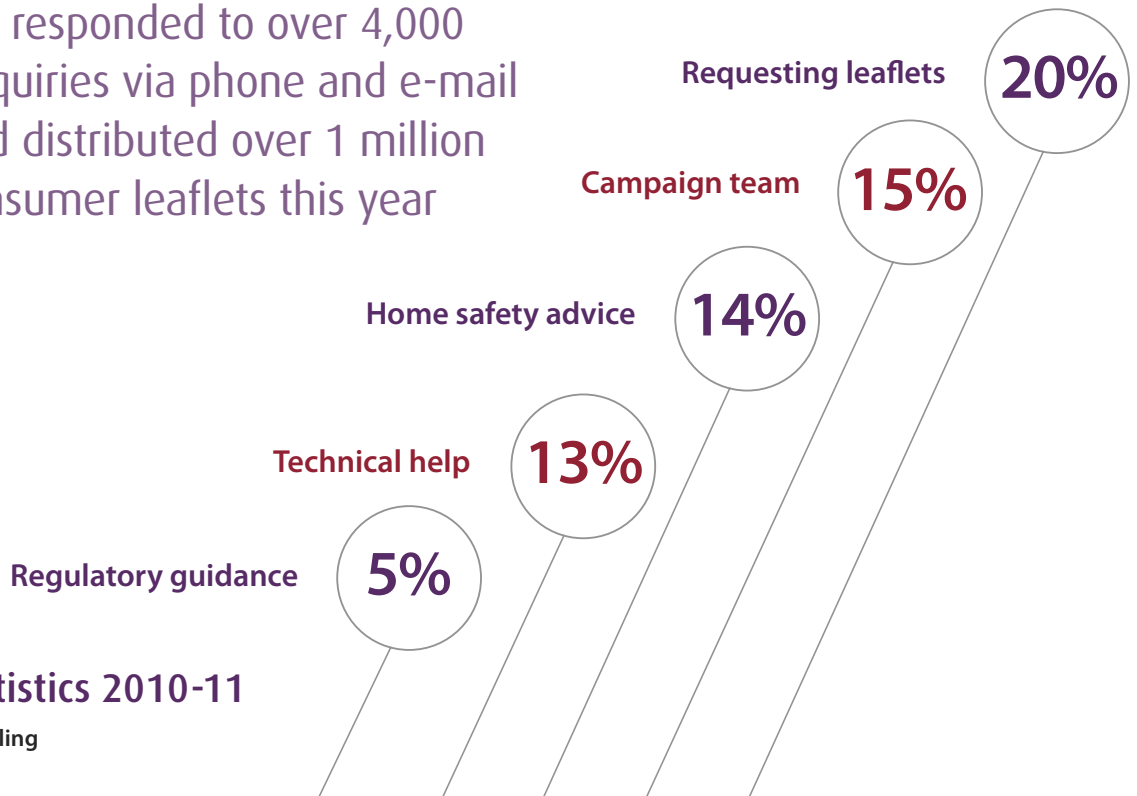 responded to over 4,000
quiries via phone and e-mail
d distributed over 1 million
nsumer leaflets this year
Requesting leaflets 20%
Campaign team 15%
Home safety advice 14%
Technical help 13%
Regulatory guidance 5%
tistics 2010-11
ling